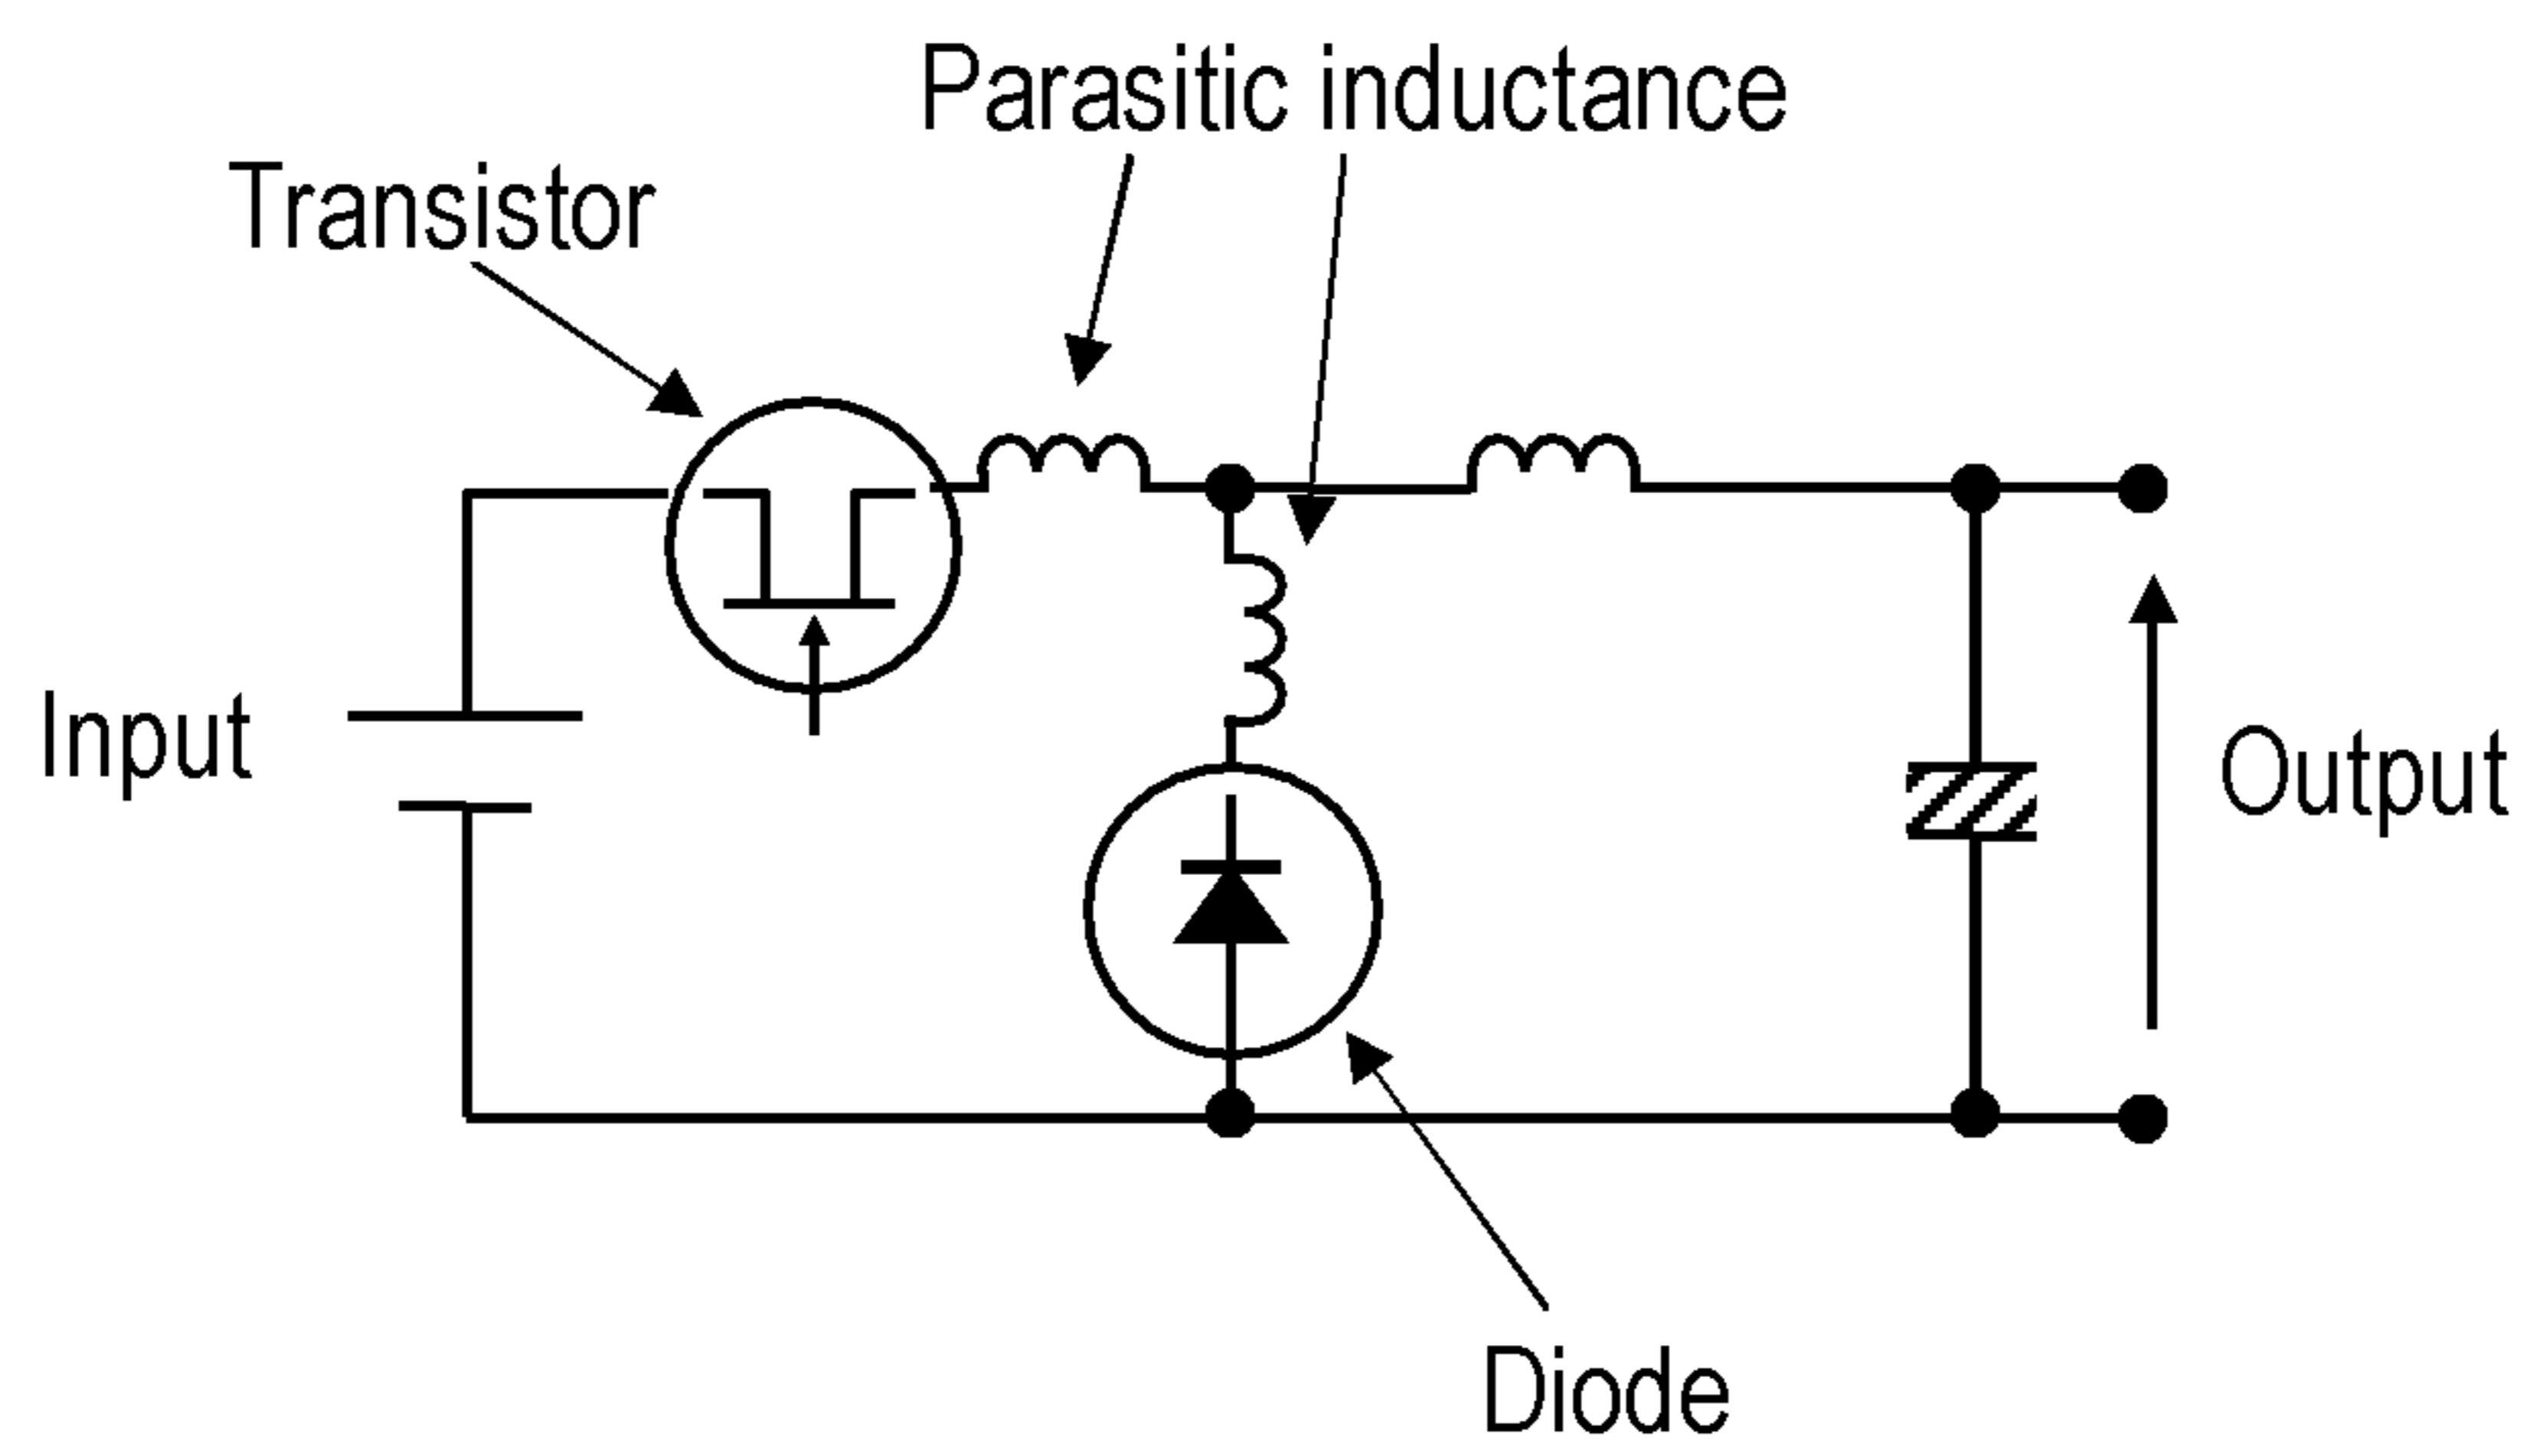 Parasitic inductance
Transistor
Input
Output
Diode